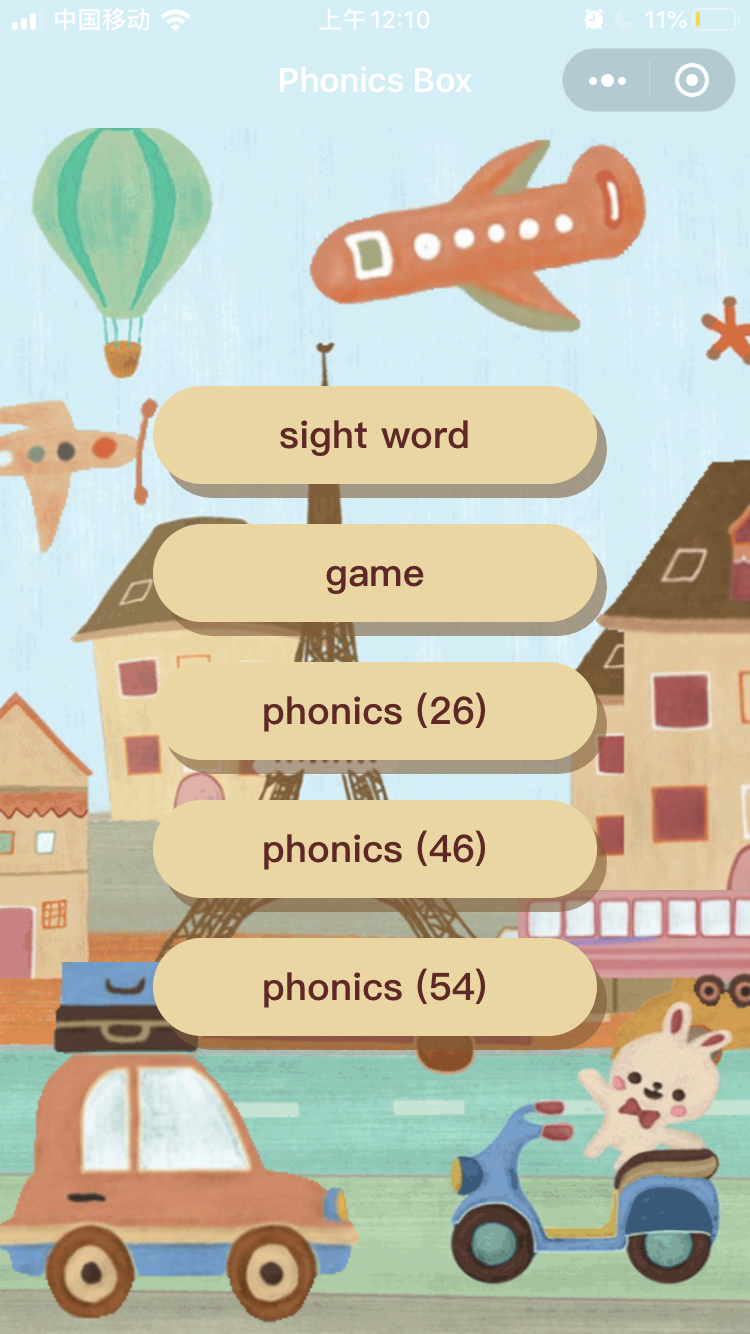 中国移动
上午12:10
11%
Phonics Box
sight word
game
phonics (26)
phonics (46)
phonics (54)